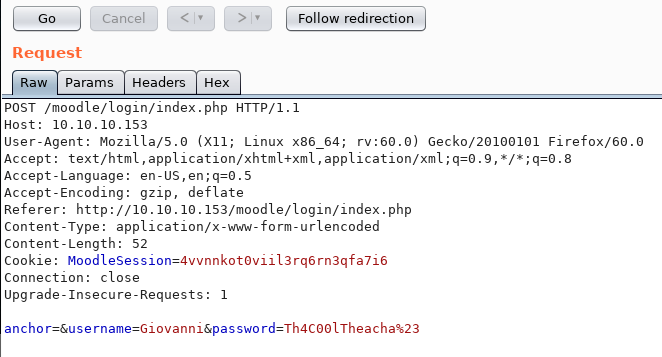 Go Cancel < > Follow redirection
Request
Raw Params Headers Hex
POST /moodle/login/index.php HTTP/1.1
Host: 10.10.10.153
User-Agent: Mozilla/5.0 (X11; Linux x86_64; rv:60.0) Gecko/20100101 Firefox/60.0
Accept: text/html,application/xhtml+xml,application/xml;q=0.9,*/*;q=0.8
Accept-Language: en-US,en;q=0.5
Accept-Encoding: gzip, deflate
Referer: http://10.10.10.153/moodle/login/index.php
Content-Type: application/x-www-form-urlencoded
Content-Length: 52
Cookie: MoodleSession=4vvnnkot0viil3rq6rn3qfa7i6
Connection: close
Upgrade-Insecure-Requests: 1
anchor=&username=Giovanni&password=Th4C00lTheacha%23